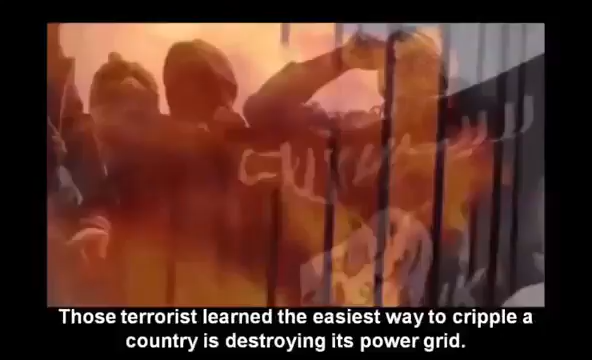 Those terrorist learned the easiest way to cripple a
country is destroying its power grid.